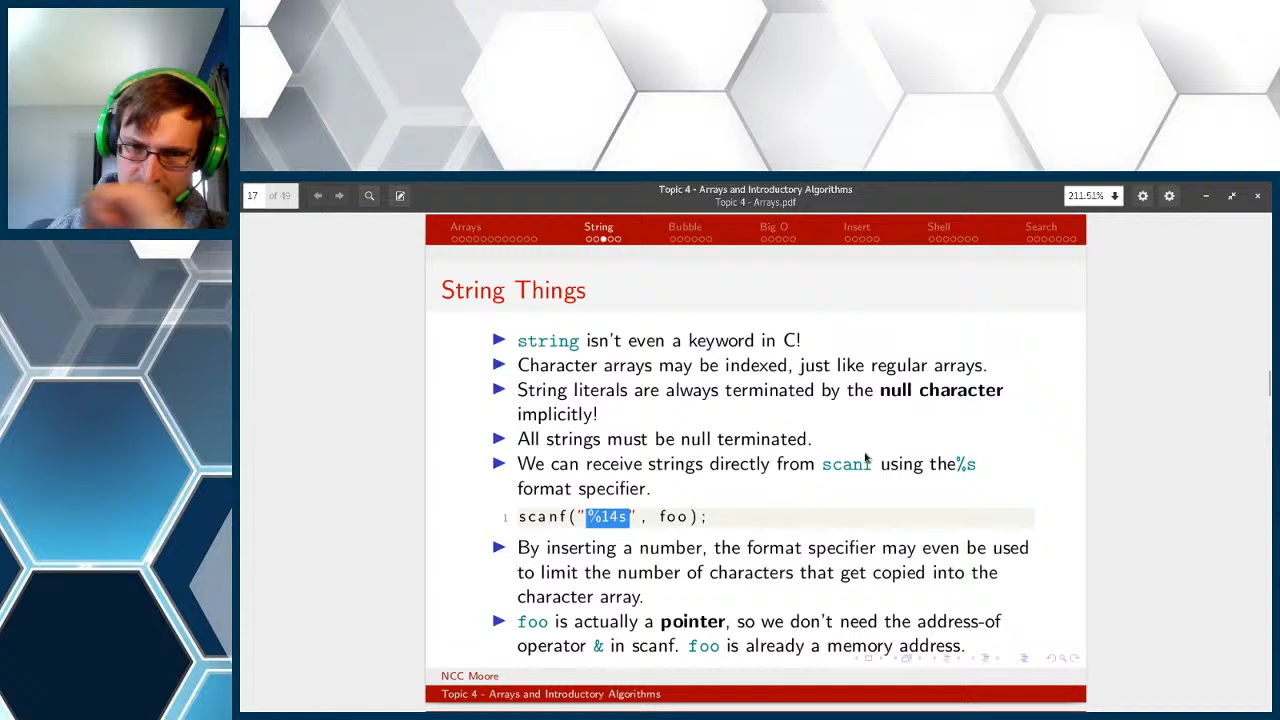 17 of 49
Topic 4 - Arrays and Introductory Algorithms
Topic 4 - Arrays.pdf
211.51%
Arrays String Bubble Big O Insert Shell Search
String Things
string isn't even a keyword in C!
Character arrays may be indexed, just like regular arrays.
String literals are always terminated by the null character
implicitly!
All strings must be null terminated.
We can receive strings directly from scanf using the%s
format specifier.
1 scanf("%14s", foo);
By inserting a number, the format specifier may even be used
to limit the number of characters that get copied into the
character array.
foo is actually a pointer, so we don't need the address-of
operator & in scanf. foo is already a memory address.
NCC Moore
Topic 4 - Arrays and Introductory Algorithms